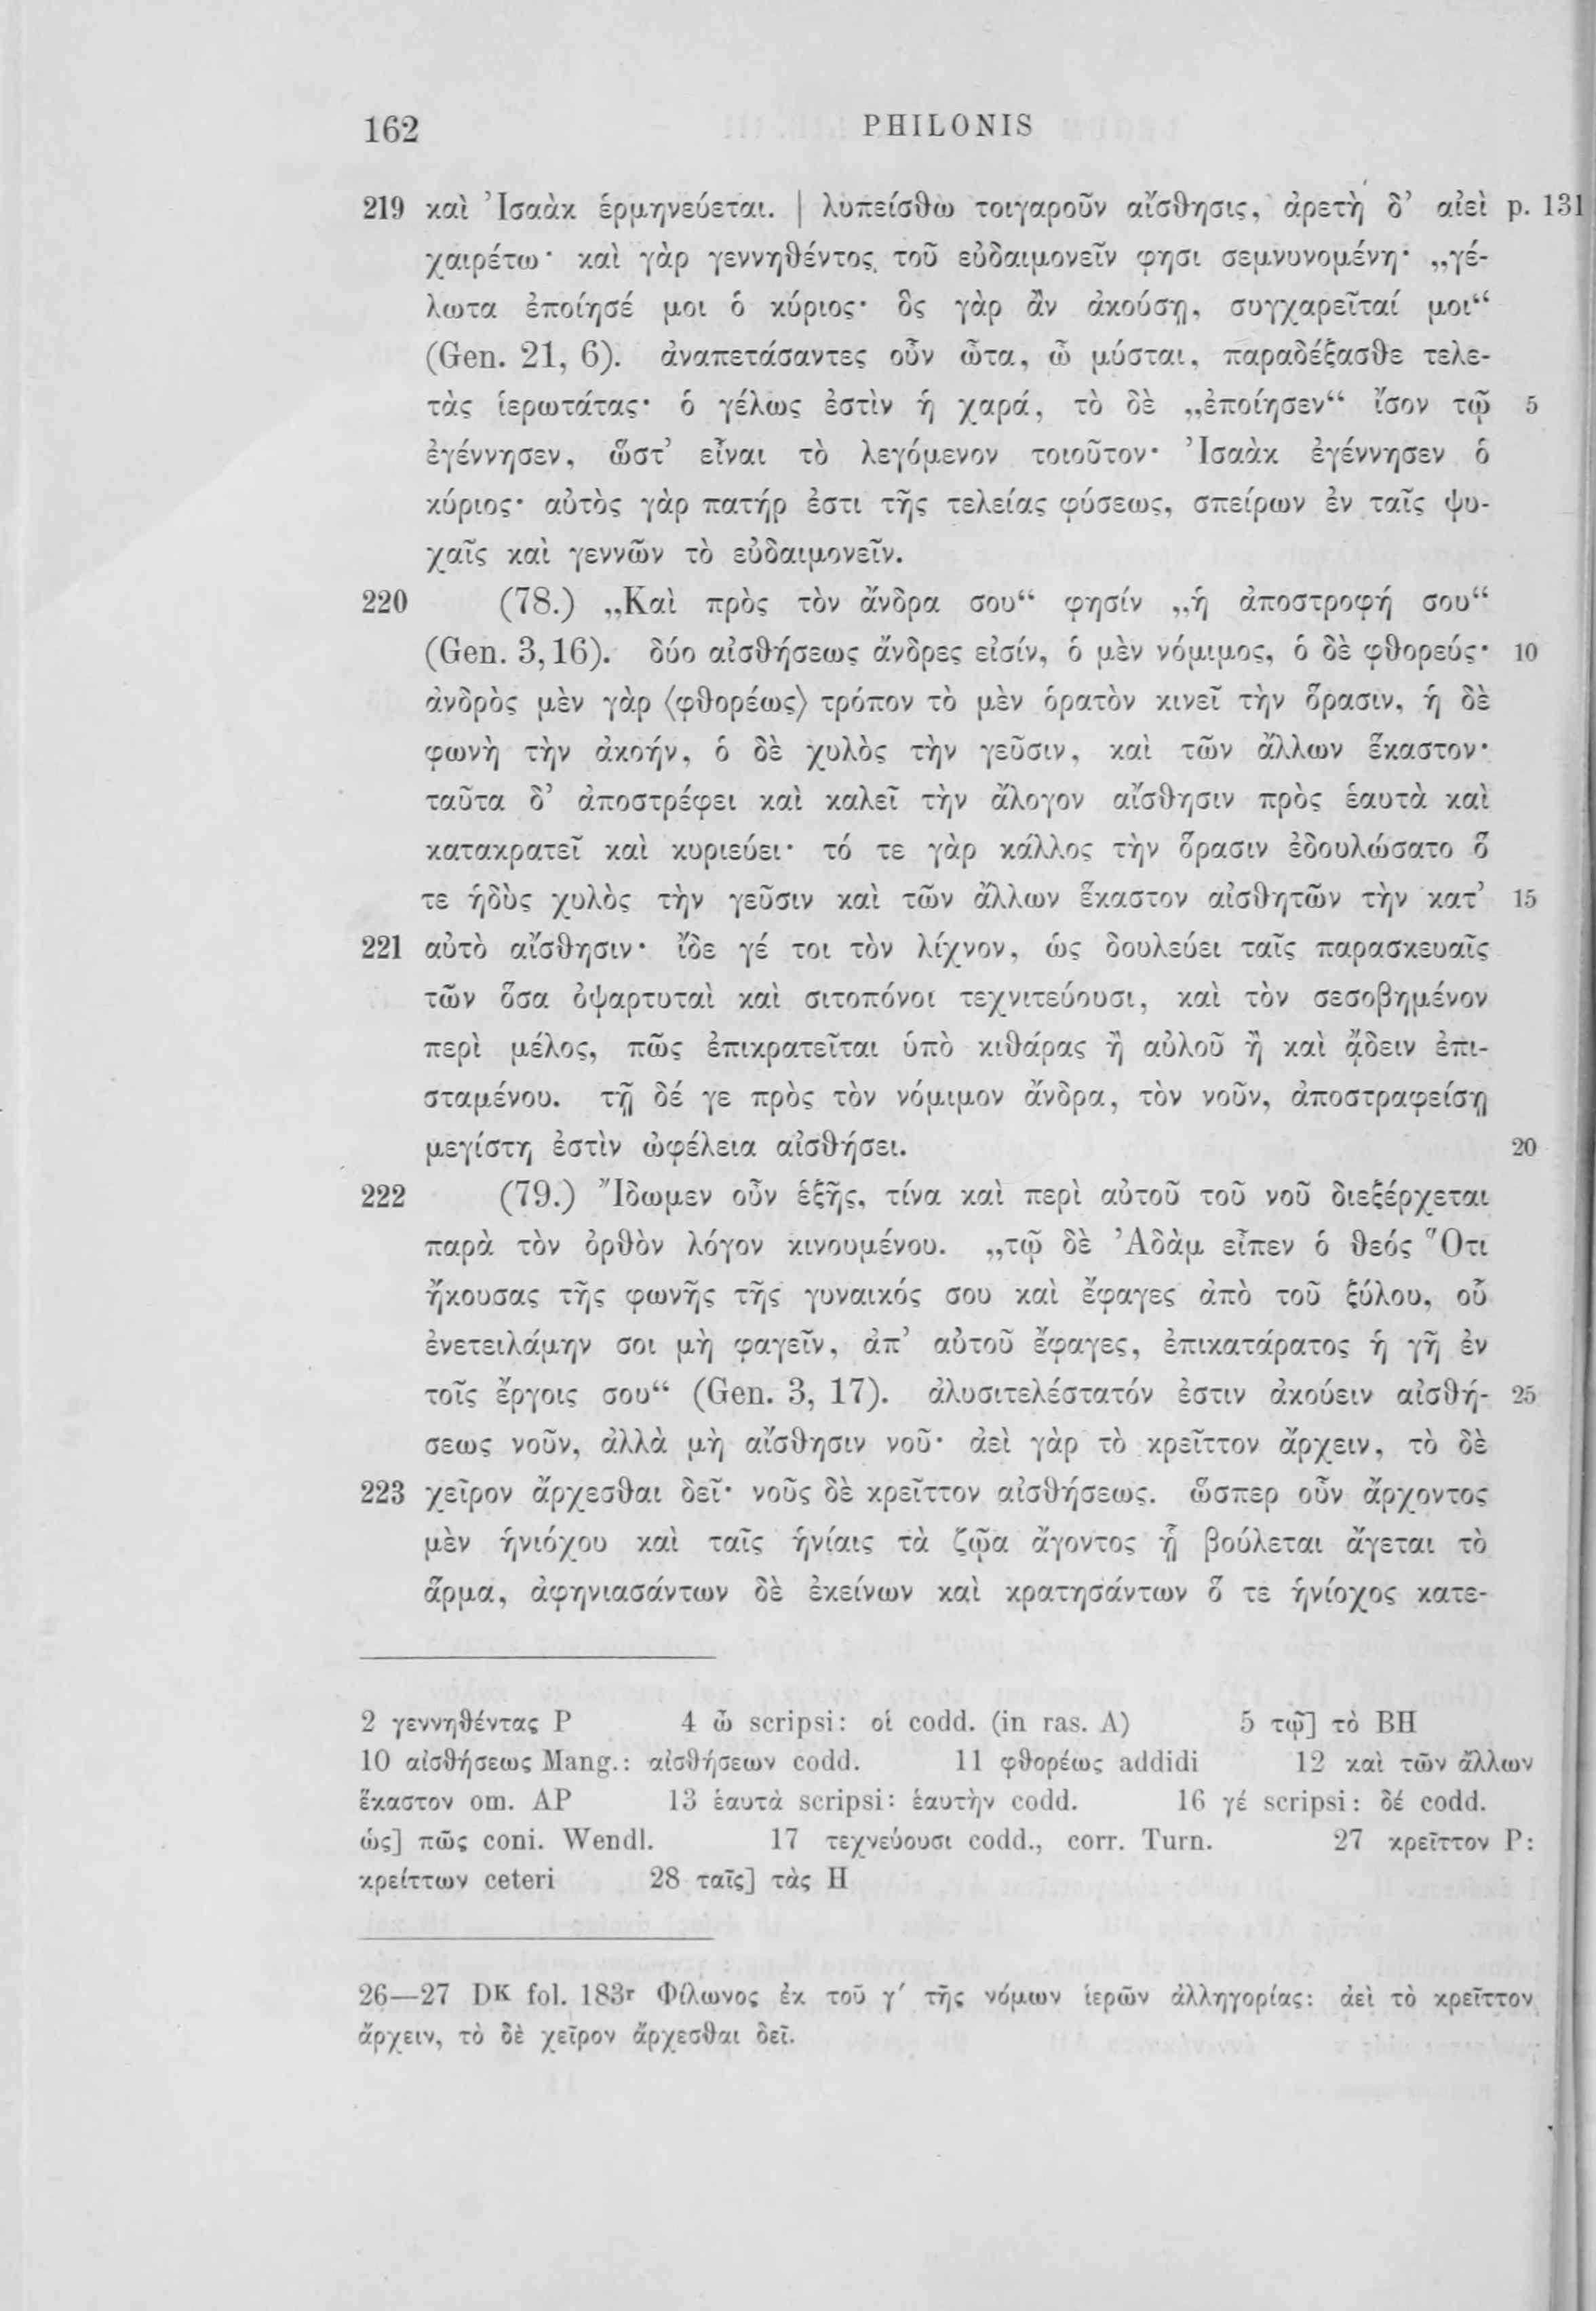 162 PHILONIS
219 καὶ Ἰσαὰκ ἑρμηνεύεται. | λυπείσθω τοιγαροῦν αἴσθησις, ἀρετὴ δ’ αἰεὶ p. 131
χαιρέτω· καὶ γὰρ γεννηθέντος τοῦ εὐδαιμονεῖν φησι σεμνυνομένη· „γέ-
λωτα ἐποίησέ μοι ὁ κύριος· ὃς γὰρ ἂν ἀκούσῃ, συγχαρεῖταί μοι“
(Gen. 21, 6). ἀναπετάσαντες οὖν ὦτα, ὦ μύσται, παραδέξασθε τελε-
τὰς ἱερωτάτας· ὁ γέλως ἐστὶν ἡ χαρά, τὸ δὲ „ἐποίησεν“ ἴσον τῷ 5
ἐγέννησεν, ὥστ’ εἶναι τὸ λεγόμενον τοιοῦτον· Ἰσαὰκ ἐγέννησεν ὁ
κύριος· αὐτὸς γὰρ πατήρ ἐστι τῆς τελείας φύσεως, σπείρων ἐν ταῖς ψυ-
χαῖς καὶ γεννῶν τὸ εὐδαιμονεῖν.
220 (78.) „Καὶ πρὸς τὸν ἄνδρα σου“ φησίν „ἡ ἀποστροφή σου“
(Gen. 3,16). δύο αἰσθήσεως ἄνδρες εἰσίν, ὁ μὲν νόμιμος, ὁ δὲ φθορεύς· 10
ἀνδρὸς μὲν γὰρ ⟨φθορέως⟩ τρόπον τὸ μὲν ὁρατὸν κινεῖ τὴν ὅρασιν, ἡ δὲ
φωνὴ τὴν ἀκοήν, ὁ δὲ χυλὸς τὴν γεῦσιν, καὶ τῶν ἄλλων ἕκαστον·
ταῦτα δ’ ἀποστρέφει καὶ καλεῖ τὴν ἄλογον αἴσθησιν πρὸς ἑαυτὰ καὶ
κατακρατεῖ καὶ κυριεύει· τό τε γὰρ κάλλος τὴν ὅρασιν ἐδουλώσατο ὅ
τε ἡδὺς χυλὸς τὴν γεῦσιν καὶ τῶν ἄλλων ἕκαστον αἰσθητῶν τὴν κατ’ 15
221 αὐτὸ αἴσθησιν· ἴδε γέ τοι τὸν λίχνον, ὡς δουλεύει ταῖς παρασκευαῖς
τῶν ὅσα ὀψαρτυταὶ καὶ σιτοπόνοι τεχνιτεύουσι, καὶ τὸν σεσοβημένον
περὶ μέλος, πῶς ἐπικρατεῖται ὑπὸ κιθάρας ἢ αὐλοῦ ἢ καὶ ᾄδειν ἐπι-
σταμένου. τῇ δέ γε πρὸς τὸν νόμιμον ἄνδρα, τὸν νοῦν, ἀποστραφείσῃ
μεγίστη ἐστὶν ὠφέλεια αἰσθήσει. 20
222 (79.) Ἴδωμεν οὖν ἑξῆς, τίνα καὶ περὶ αὐτοῦ τοῦ νοῦ διεξέρχεται
παρὰ τὸν ὀρθὸν λόγον κινουμένου. „τῷ δὲ Ἀδὰμ εἶπεν ὁ θεός Ὅτι
ἤκουσας τῆς φωνῆς τῆς γυναικός σου καὶ ἔφαγες ἀπὸ τοῦ ξύλου, οὗ
ἐνετειλάμην σοι μὴ φαγεῖν, ἀπ’ αὐτοῦ ἔφαγες, ἐπικατάρατος ἡ γῆ ἐν
τοῖς ἔργοις σου“ (Gen. 3, 17). ἀλυσιτελέστατόν ἐστιν ἀκούειν αἰσθή- 25
σεως νοῦν, ἀλλὰ μὴ αἴσθησιν νοῦ· ἀεὶ γὰρ τὸ κρεῖττον ἄρχειν, τὸ δὲ
223 χεῖρον ἄρχεσθαι δεῖ· νοῦς δὲ κρεῖττον αἰσθήσεως. ὥσπερ οὖν ἄρχοντος
μὲν ἡνιόχου καὶ ταῖς ἡνίαις τὰ ζῷα ἄγοντος ᾗ βούλεται ἄγεται τὸ
ἅρμα, ἀφηνιασάντων δὲ ἐκείνων καὶ κρατησάντων ὅ τε ἡνίοχος κατε-
2 γεννηθέντας P 4 ὦ scripsi: οἱ codd. (in ras. A) 5 τῷ] τὸ BH
10 αἰσθήσεως Mang.: αἰσθήσεων codd. 11 φθορέως addidi 12 καὶ τῶν ἄλλων
ἕκαστον om. AP 13 ἑαυτὰ scripsi: ἑαυτὴν codd. 16 γέ scripsi: δέ codd.
ὡς] πῶς coni. Wendl. 17 τεχνεύουσι codd., corr. Turn. 27 κρεῖττον P:
κρείττων ceteri 28 ταῖς] τὰς H
26—27 DK fol. 183r Φίλωνος ἐκ τοῦ γ′ τῆς νόμων ἱερῶν ἀλληγορίας: ἀεὶ τὸ κρεῖττον
ἄρχειν, τὸ δὲ χεῖρον ἄρχεσθαι δεῖ.